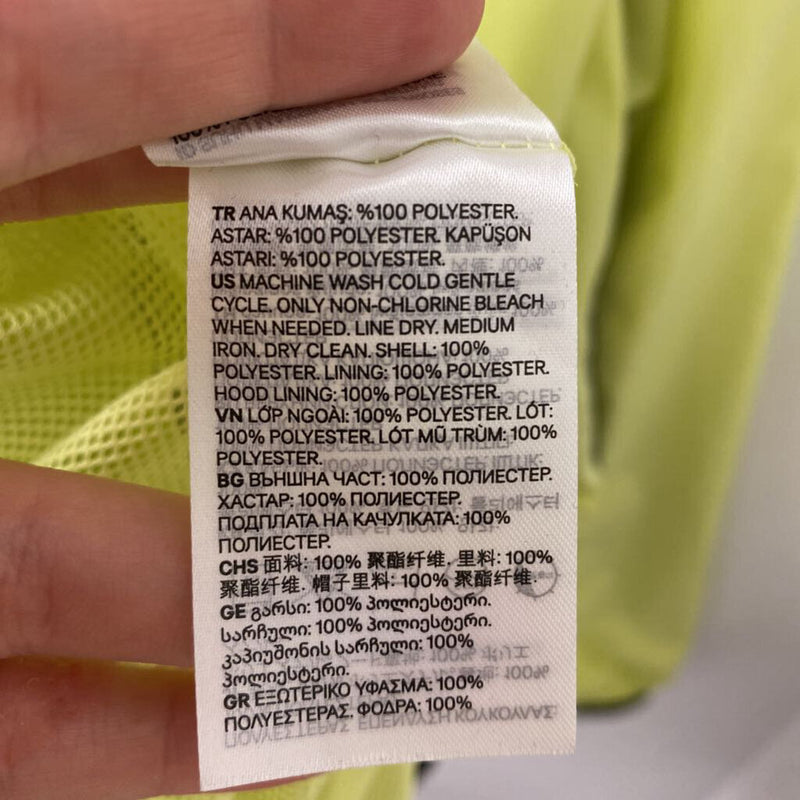 TR ANA KUMAŞ: %100 POLYESTER.
ASTAR: %100 POLYESTER. KAPÜŞON
ASTARI: %100 POLYESTER.
US MACHINE WASH COLD GENTLE
CYCLE. ONLY NON-CHLORINE BLEACH
WHEN NEEDED. LINE DRY. MEDIUM
IRON. DRY CLEAN. SHELL: 100%
POLYESTER. LINING: 100% POLYESTER.
HOOD LINING: 100% POLYESTER.
VN LỚP NGOÀI: 100% POLYESTER. LÓT:
100% POLYESTER. LÓT MŨ TRÙM: 100%
POLYESTER.
BG ВЪНШНА ЧАСТ: 100% ПОЛИЕСТЕР.
ХАСТАР: 100% ПОЛИЕСТЕР.
ПОДПЛАТА НА КАЧУЛКАТА: 100%
ПОЛИЕСТЕР.
CHS 面料: 100% 聚酯纤维. 里料: 100%
聚酯纤维. 帽子里料: 100% 聚酯纤维.
GE გარსი: 100% პოლიესტერი.
სარჩული: 100% პოლიესტერი.
კაპიუშონის სარჩული: 100%
პოლიესტერი.
GR ΕΞΩΤΕΡΙΚΟ ΥΦΑΣΜΑ: 100%
ΠΟΛΥΕΣΤΕΡΑΣ. ΦΟΔΡΑ: 100%